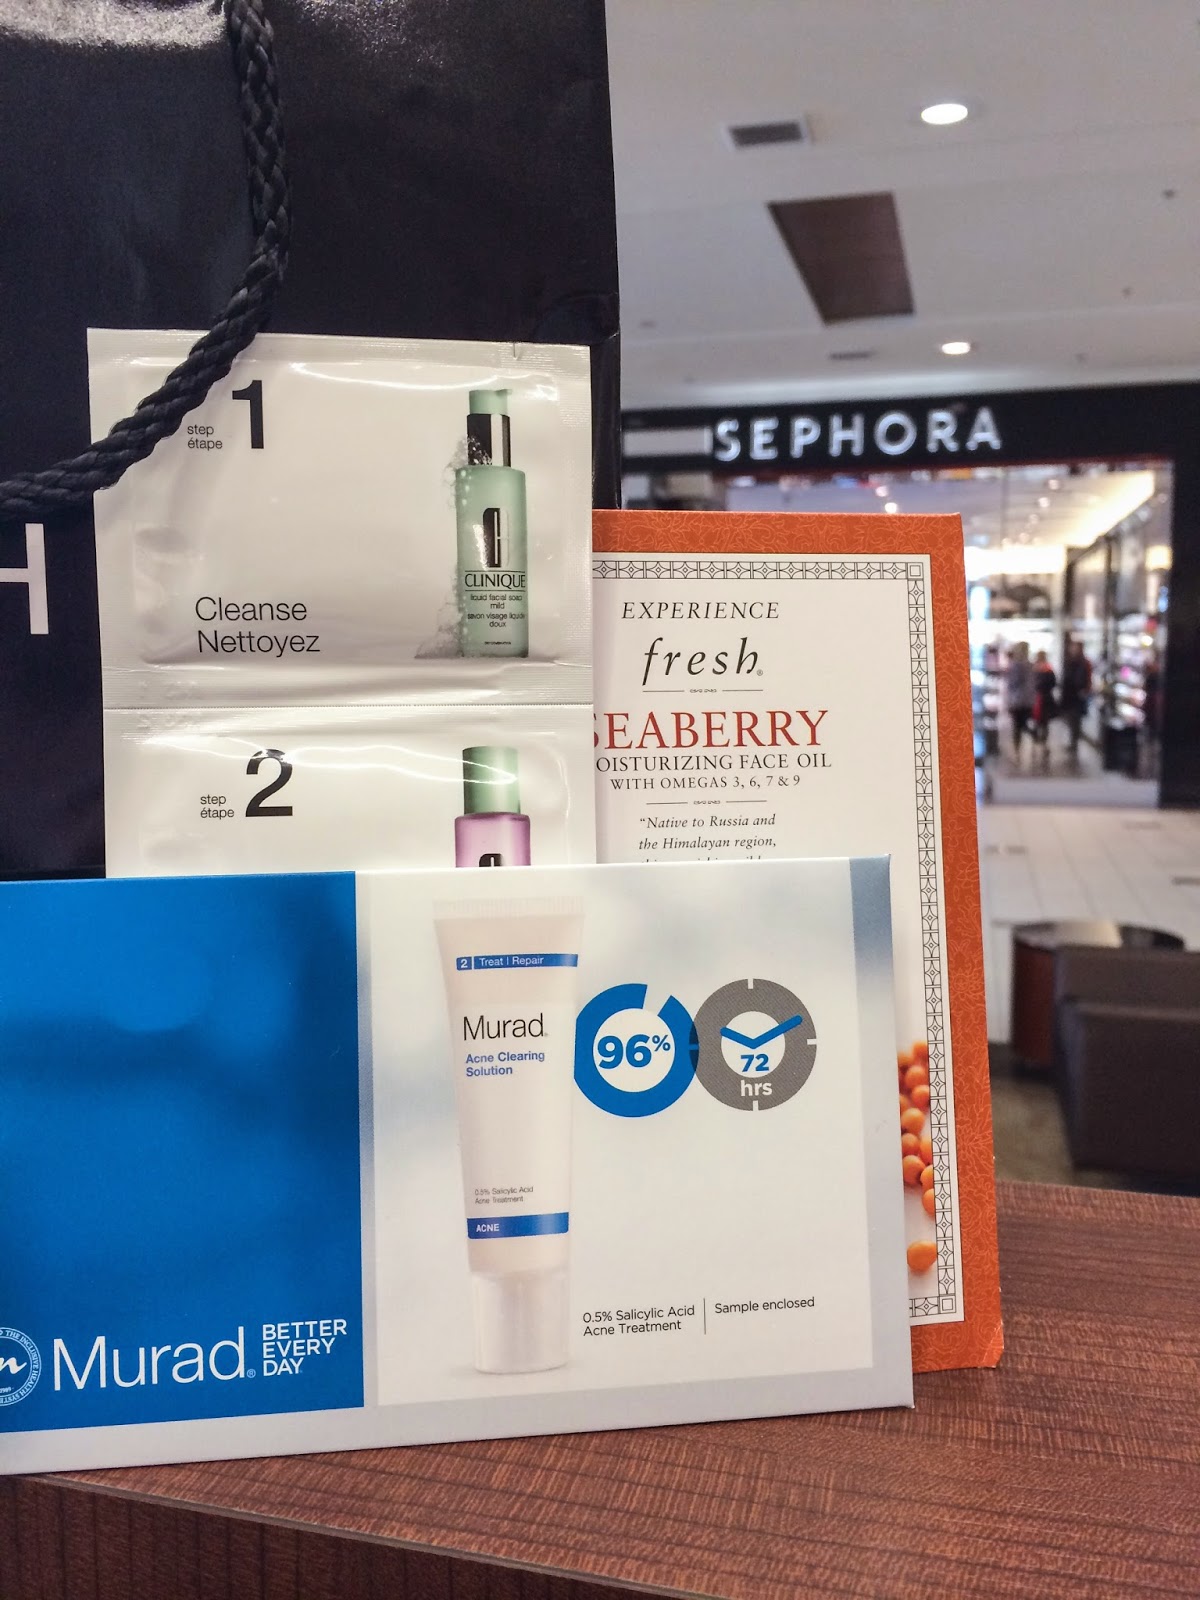 SEPHORA
H
step
étape
1
Cleanse
Nettoyez
CLINIQUE
liquid facial soap
mild
savon visage liquide
doux
step
étape
2
EXPERIENCE
fresh®
SEABERRY
MOISTURIZING FACE OIL
WITH OMEGAS 3, 6, 7 & 9
“Native to Russia and
the Himalayan region,
2 Treat | Repair
Murad®
Acne Clearing
Solution
0.5% Salicylic Acid
Acne Treatment
ACNE
96%
72
hrs
0.5% Salicylic Acid
Acne Treatment
Sample enclosed
Murad®
BETTER
EVERY
DAY